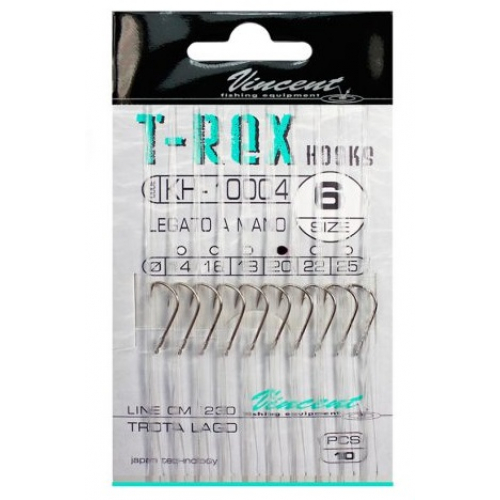 Vincent
fishing equipment
T-REX HOOKS
KH-10004
6
SIZE
LEGATO A MANO
Ø 14 16 18 20 22 25
LINE CM 230
TROTA LAGO
Vincent
fishing equipment
PCS
10
japan technology